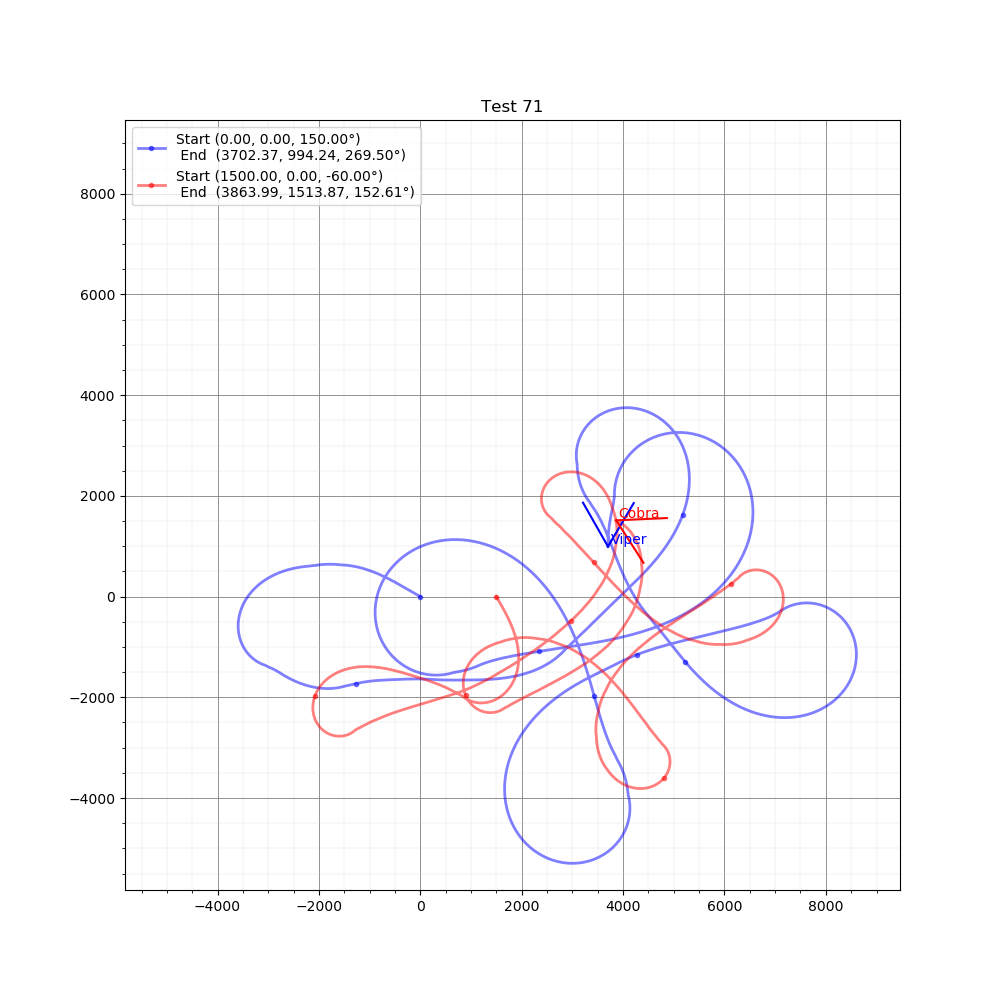 Test 71
Start (0.00, 0.00, 150.00°)
End  (3702.37, 994.24, 269.50°)
Start (1500.00, 0.00, -60.00°)
End  (3863.99, 1513.87, 152.61°)
8000
6000
4000
2000
0
−2000
−4000
Cobra
Viper
−4000 −2000 0 2000 4000 6000 8000